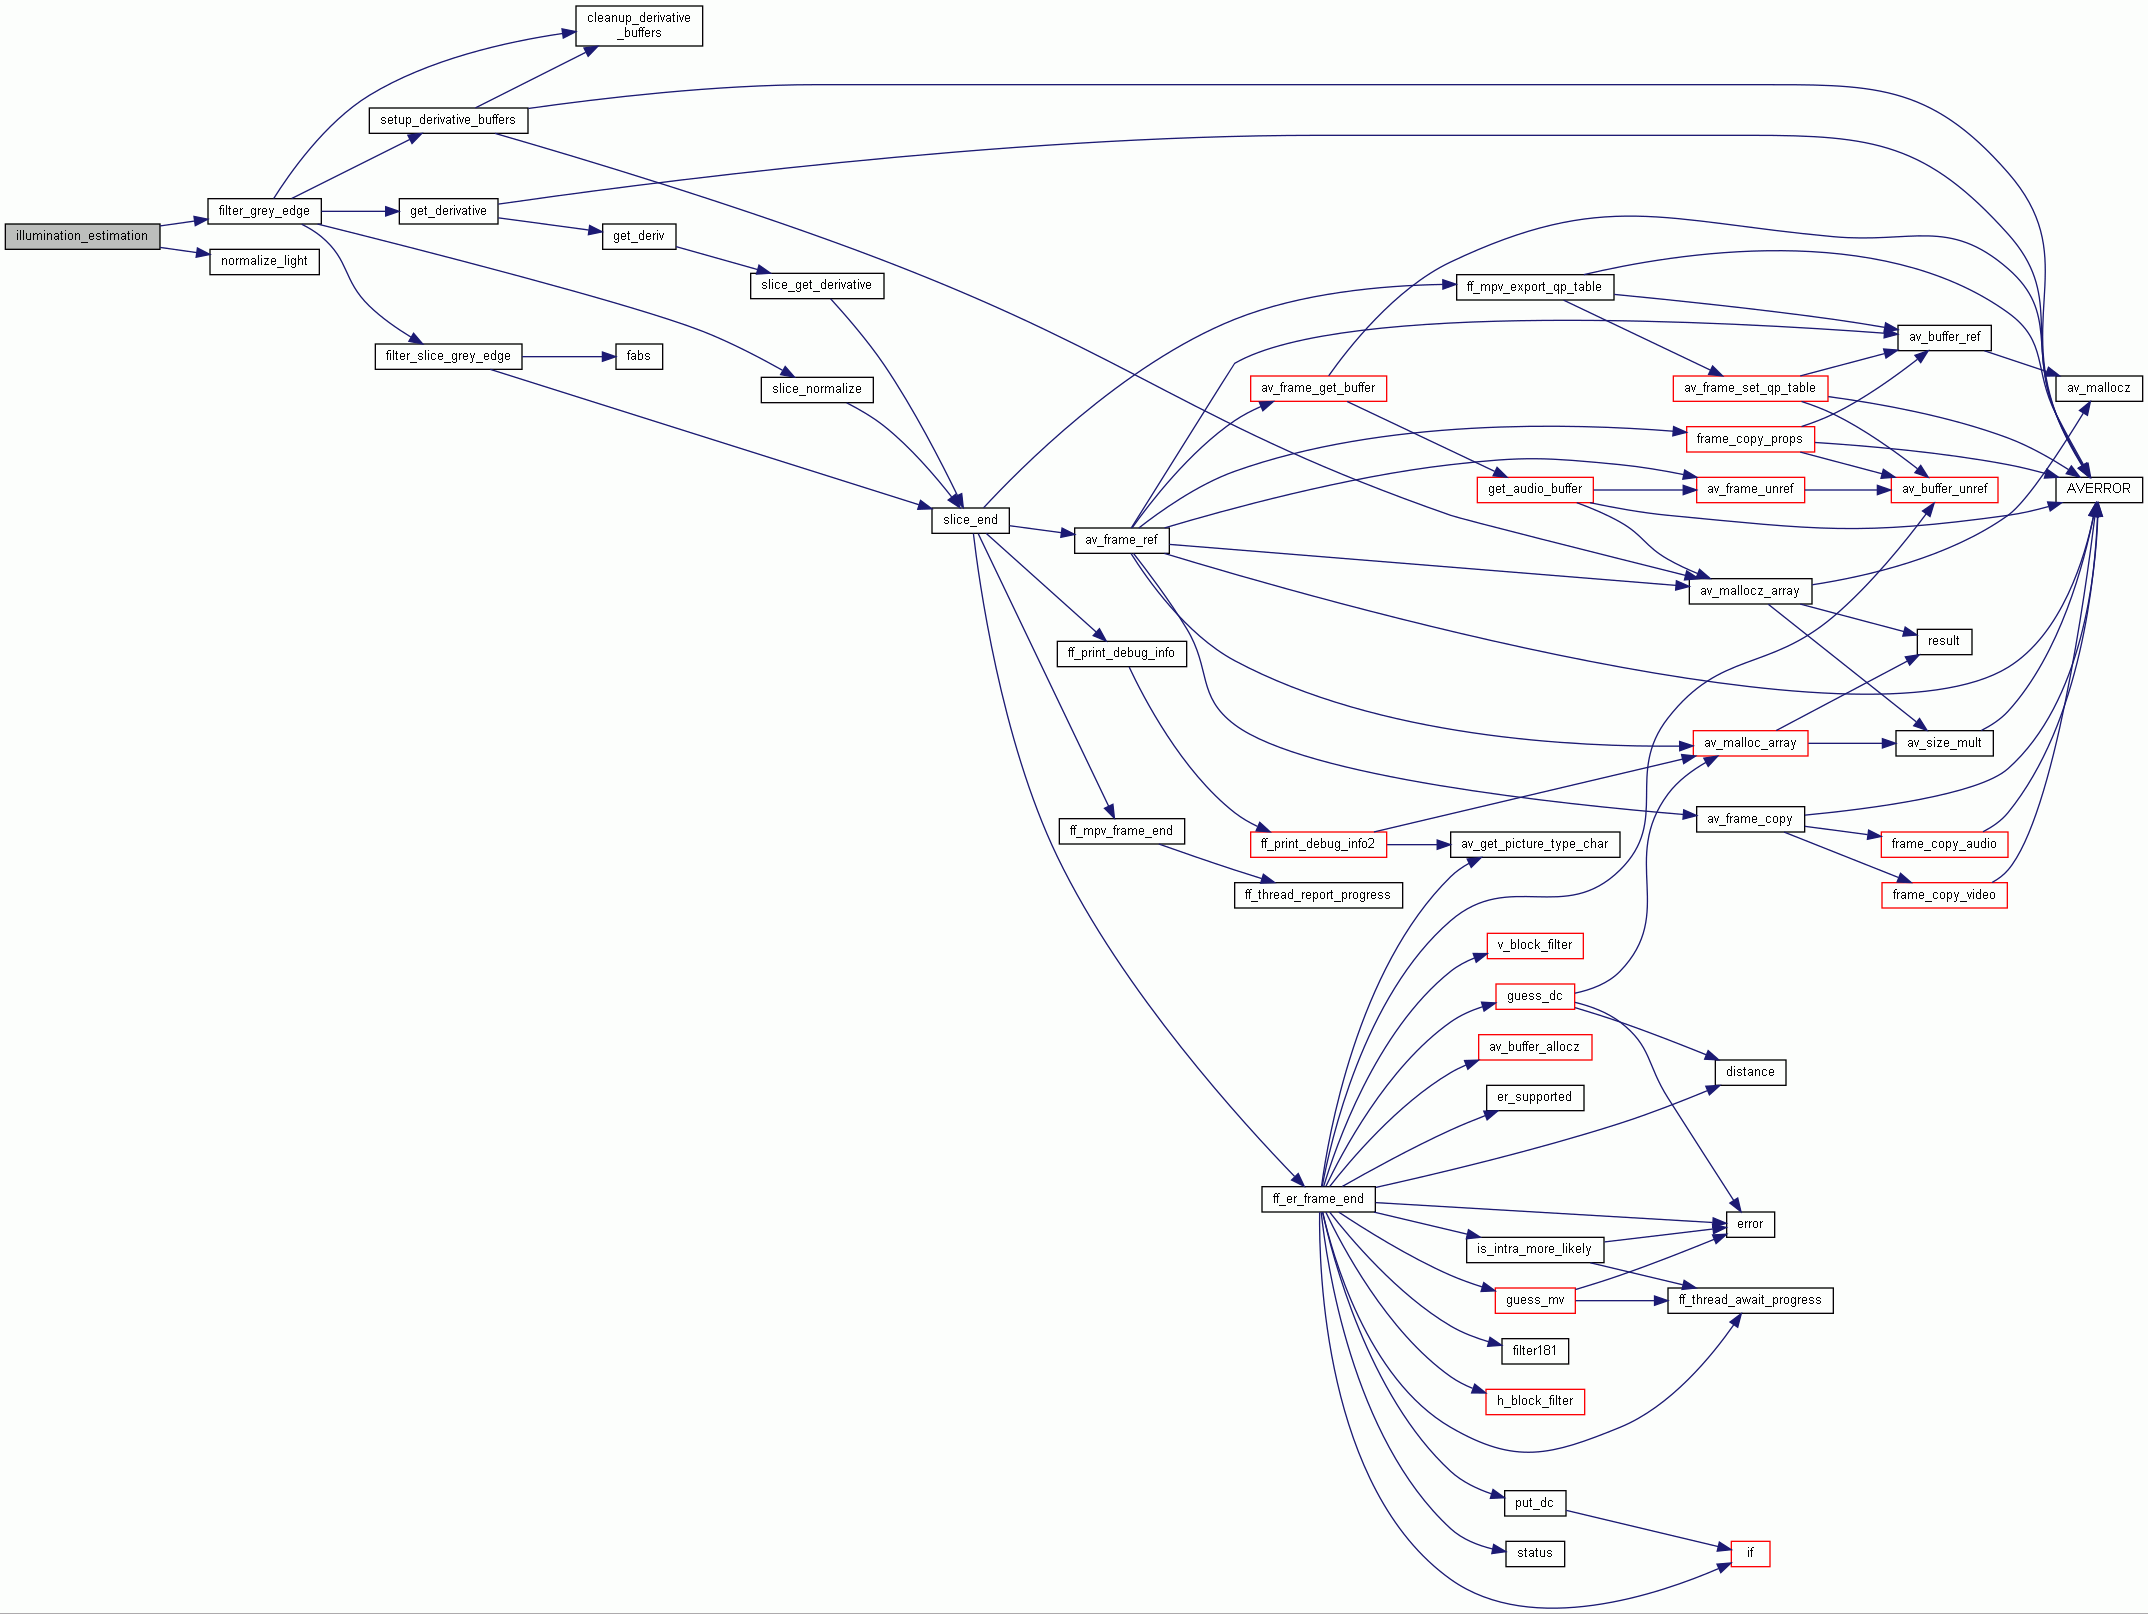 cleanup_derivative
_buffers
setup_derivative_buffers
filter_grey_edge
get_derivative
illumination_estimation
get_deriv
normalize_light
slice_get_derivative
ff_mpv_export_qp_table
av_buffer_ref
filter_slice_grey_edge
fabs
slice_normalize
av_frame_get_buffer
av_frame_set_qp_table
av_mallocz
frame_copy_props
get_audio_buffer
av_frame_unref
av_buffer_unref
AVERROR
slice_end
av_frame_ref
av_mallocz_array
result
ff_print_debug_info
av_malloc_array
av_size_mult
av_frame_copy
ff_mpv_frame_end
ff_print_debug_info2
av_get_picture_type_char
frame_copy_audio
ff_thread_report_progress
frame_copy_video
v_block_filter
guess_dc
av_buffer_allocz
distance
er_supported
ff_er_frame_end
error
is_intra_more_likely
guess_mv
ff_thread_await_progress
filter181
h_block_filter
put_dc
status
if